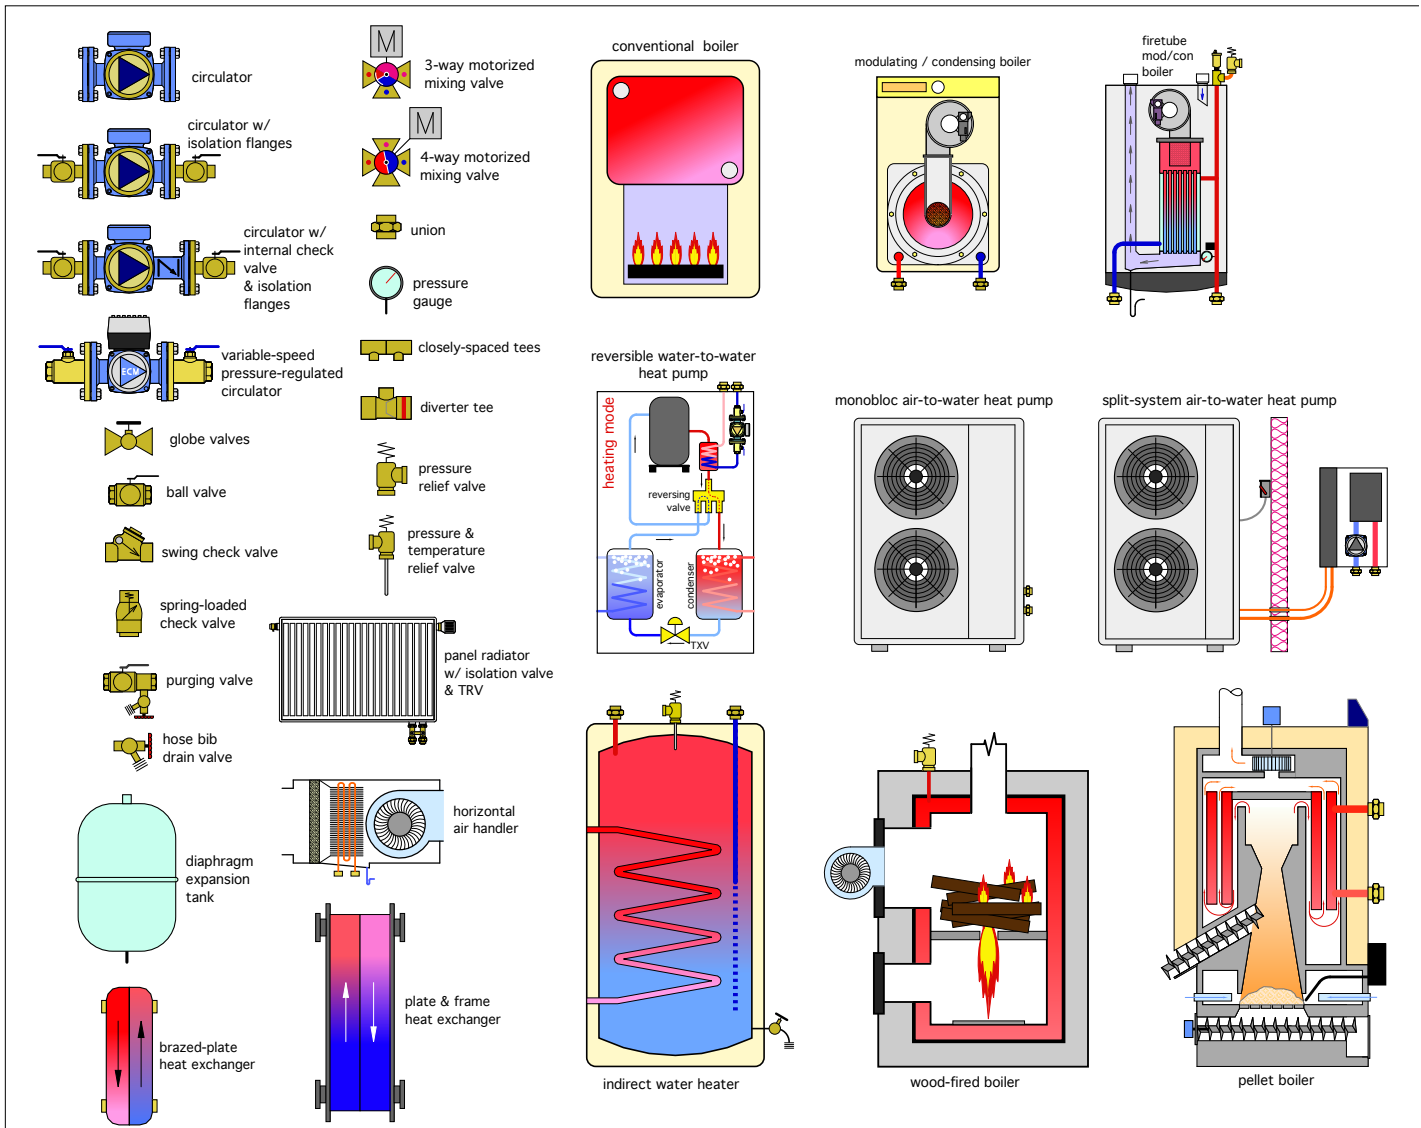 circulator
circulator w/
isolation flanges
circulator w/
internal check
valve
& isolation
flanges
ECM
variable-speed
pressure-regulated
circulator
globe valves
ball valve
swing check valve
spring-loaded
check valve
purging valve
hose bib
drain valve
diaphragm
expansion
tank
brazed-plate
heat exchanger
M
3-way motorized
mixing valve
M
4-way motorized
mixing valve
union
pressure
gauge
closely-spaced tees
diverter tee
pressure
relief valve
pressure &
temperature
relief valve
panel radiator
w/ isolation valve
& TRV
horizontal
air handler
plate & frame
heat exchanger
conventional boiler
modulating / condensing boiler
firetube
mod/con
boiler
reversible water-to-water
heat pump
heating mode
reversing
valve
evaporator
condenser
TXV
monobloc air-to-water heat pump
split-system air-to-water heat pump
indirect water heater
wood-fired boiler
pellet boiler